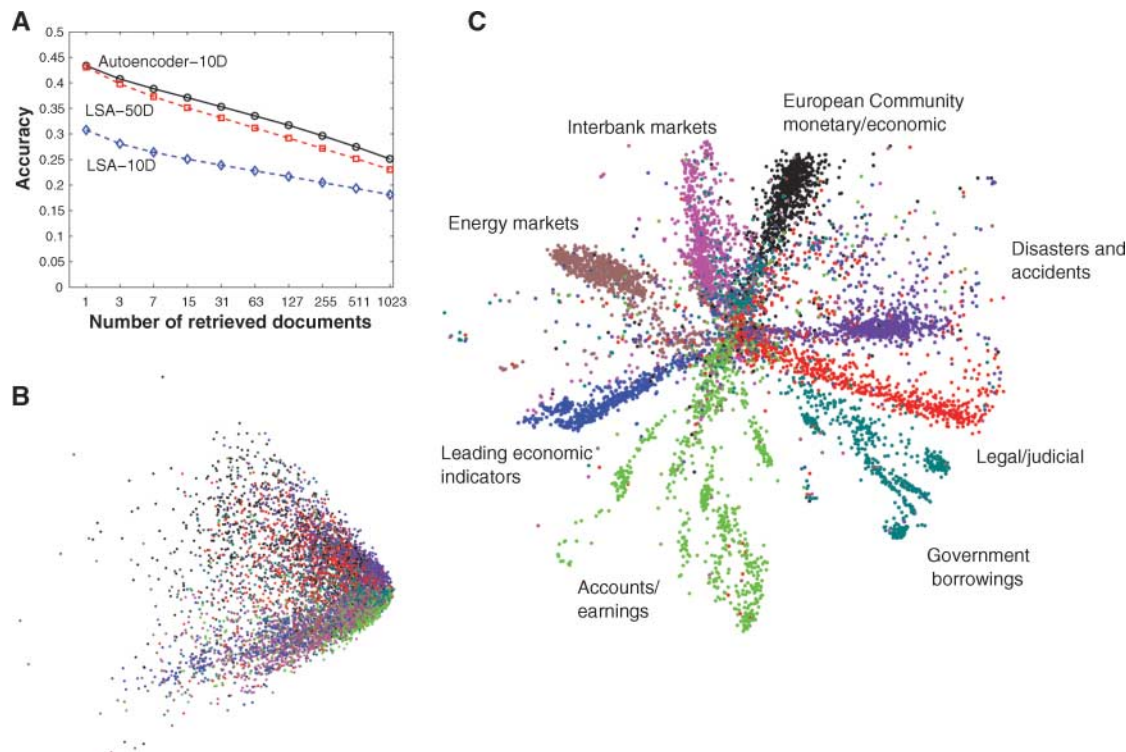 A
Accuracy
0.5
0.45
0.4
0.35
0.3
0.25
0.2
0.15
0.1
0.05
0
Autoencoder-10D
LSA-50D
LSA-10D
1 3 7 15 31 63 127 255 511 1023
Number of retrieved documents
B
C
European Community
monetary/economic
Interbank markets
Energy markets
Disasters and
accidents
Leading economic
indicators
Legal/judicial
Government
borrowings
Accounts/
earnings